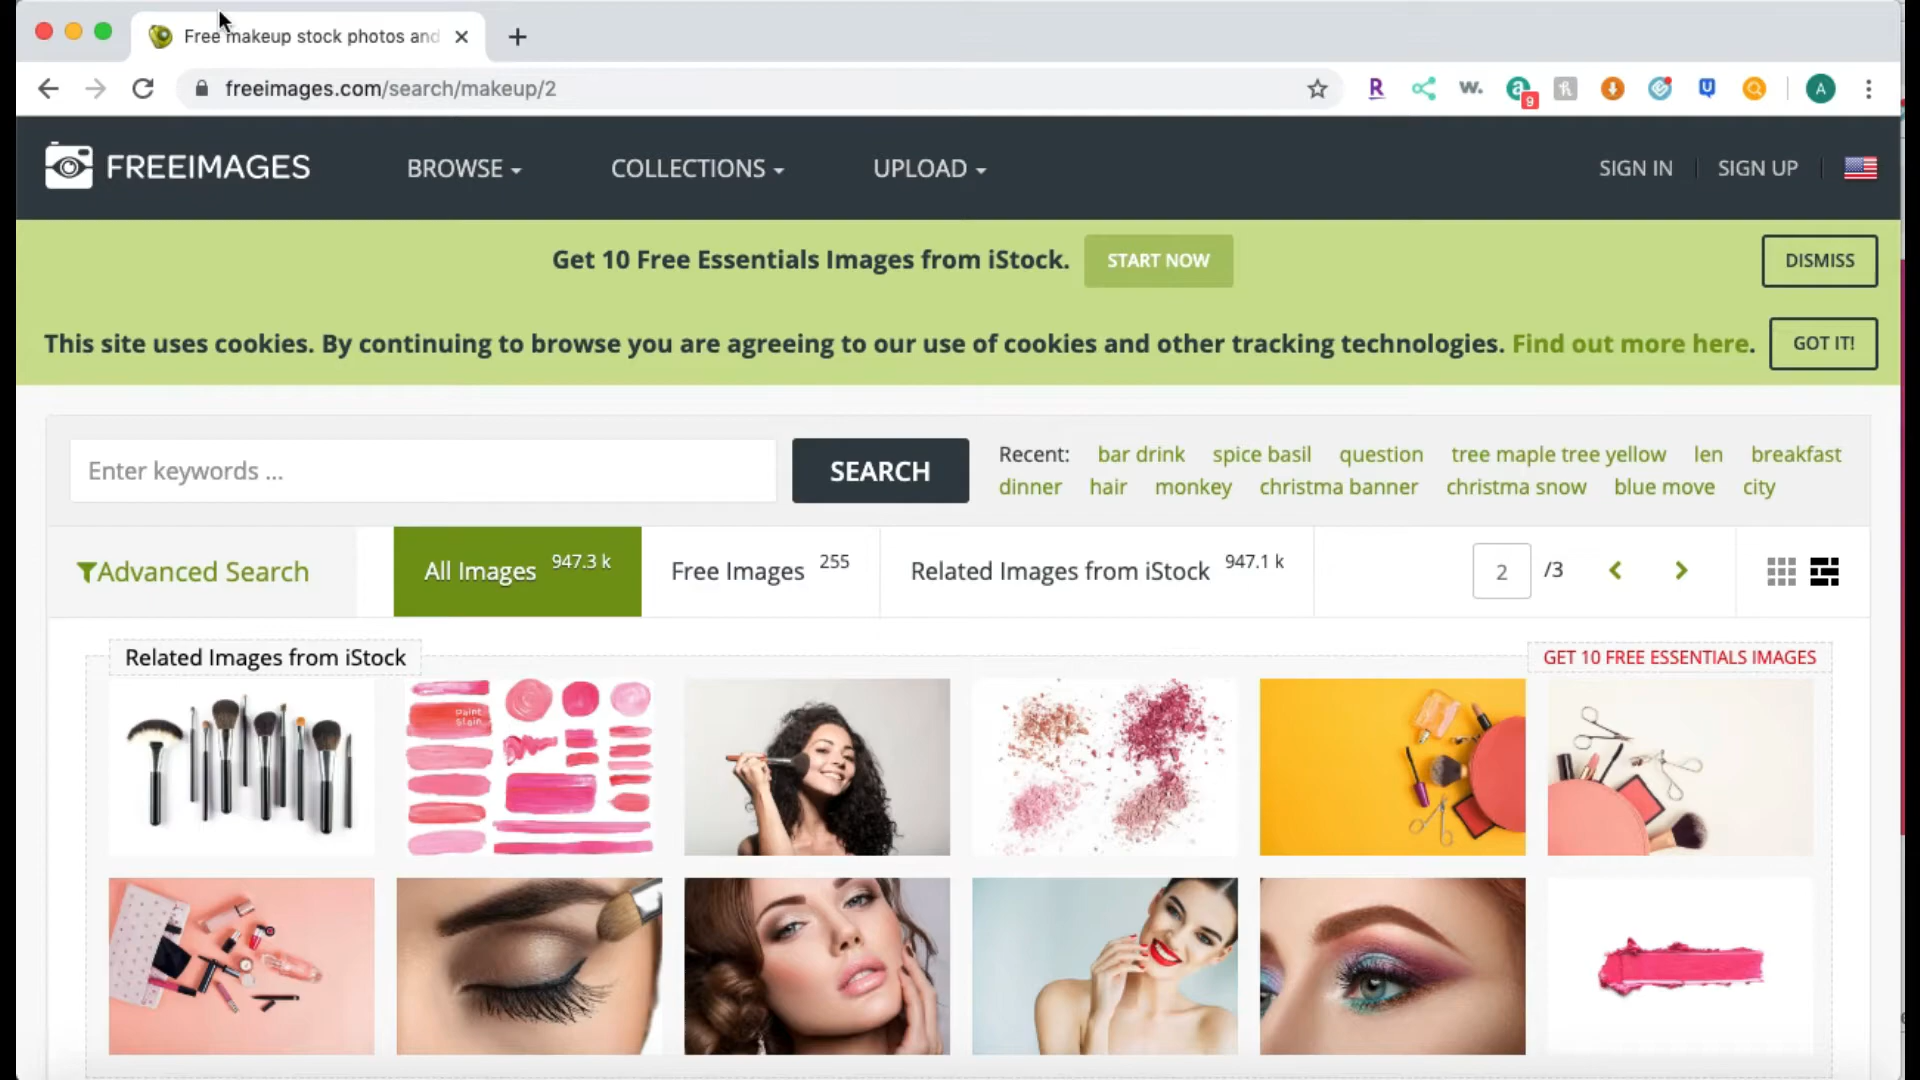 Free makeup stock photos and
freeimages.com/search/makeup/2
R
w.
a
9
A
FREEIMAGES
BROWSE
COLLECTIONS
UPLOAD
SIGN IN
SIGN UP
Get 10 Free Essentials Images from iStock.
START NOW
DISMISS
This site uses cookies. By continuing to browse you are agreeing to our use of cookies and other tracking technologies. Find out more here.
GOT IT!
Enter keywords ...
SEARCH
Recent: bar drink spice basil question tree maple tree yellow len breakfast
dinner hair monkey christma banner christma snow blue move city
Advanced Search
All Images 947.3 k
Free Images 255
Related Images from iStock 947.1 k
2 /3
Related Images from iStock
GET 10 FREE ESSENTIALS IMAGES
paint
stain